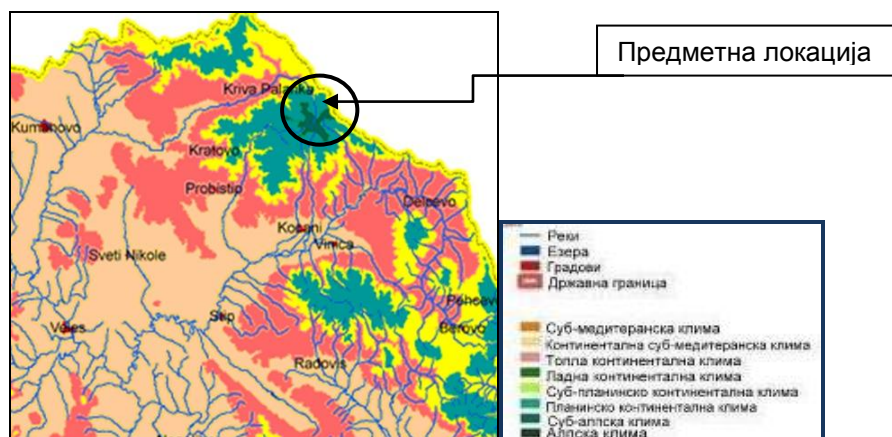 Предметна локација
Kriva Palanka
Kumanovo
Kratovo
Probistip
Delcevo
Kocani
Vinica
Sveti Nikole
Pehcevo
Stip
Berovo
Veles
Radovis
Реки
Езера
Градови
Државна граница
Суб-медитеранска клима
Континентална суб-медитеранска клима
Топла континентална клима
Ладна континентална клима
Суб-планинско континентална клима
Планинско континентална клима
Суб-алпска клима
Алпска клима